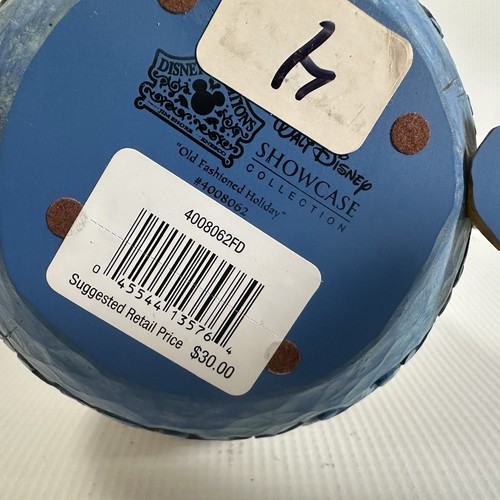 DISNEY
JIM SHORE
WALT DISNEY
SHOWCASE
COLLECTION
"Old Fashioned Holiday"
#4008062
4008062FD
0 45544 13576 4
Suggested Retail Price $30.00